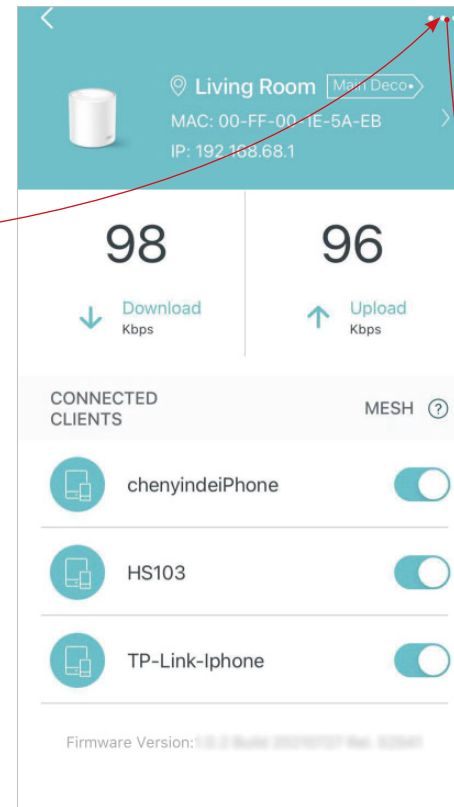 Living Room Main Deco
MAC: 00-FF-00-1E-5A-EB
IP: 192.168.68.1
98 96
Download Upload
Kbps Kbps
CONNECTED
CLIENTS
MESH ?
chenyindeiPhone
HS103
TP-Link-Iphone
Firmware Version: